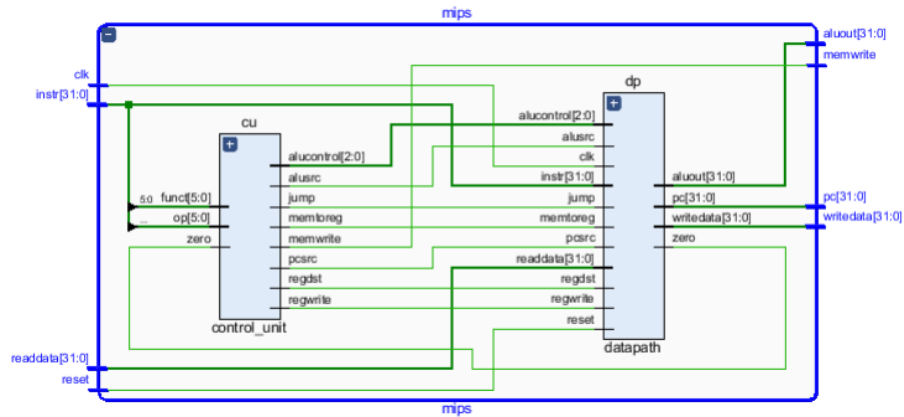 mips
aluout[31:0]
memwrite
clk
instr[31:0]
dp
cu
alucontrol[2:0]
alusrc
clk
instr[31:0]
jump
memtoreg
pcsrc
readdata[31:0]
regdst
regwrite
reset
datapath
alucontrol[2:0]
alusrc
jump
memtoreg
memwrite
pcsrc
regdst
regwrite
5:0 funct[5:0]
op[5:0]
zero
control_unit
aluout[31:0]
pc[31:0]
writedata[31:0]
zero
pc[31:0]
writedata[31:0]
readdata[31:0]
reset
mips